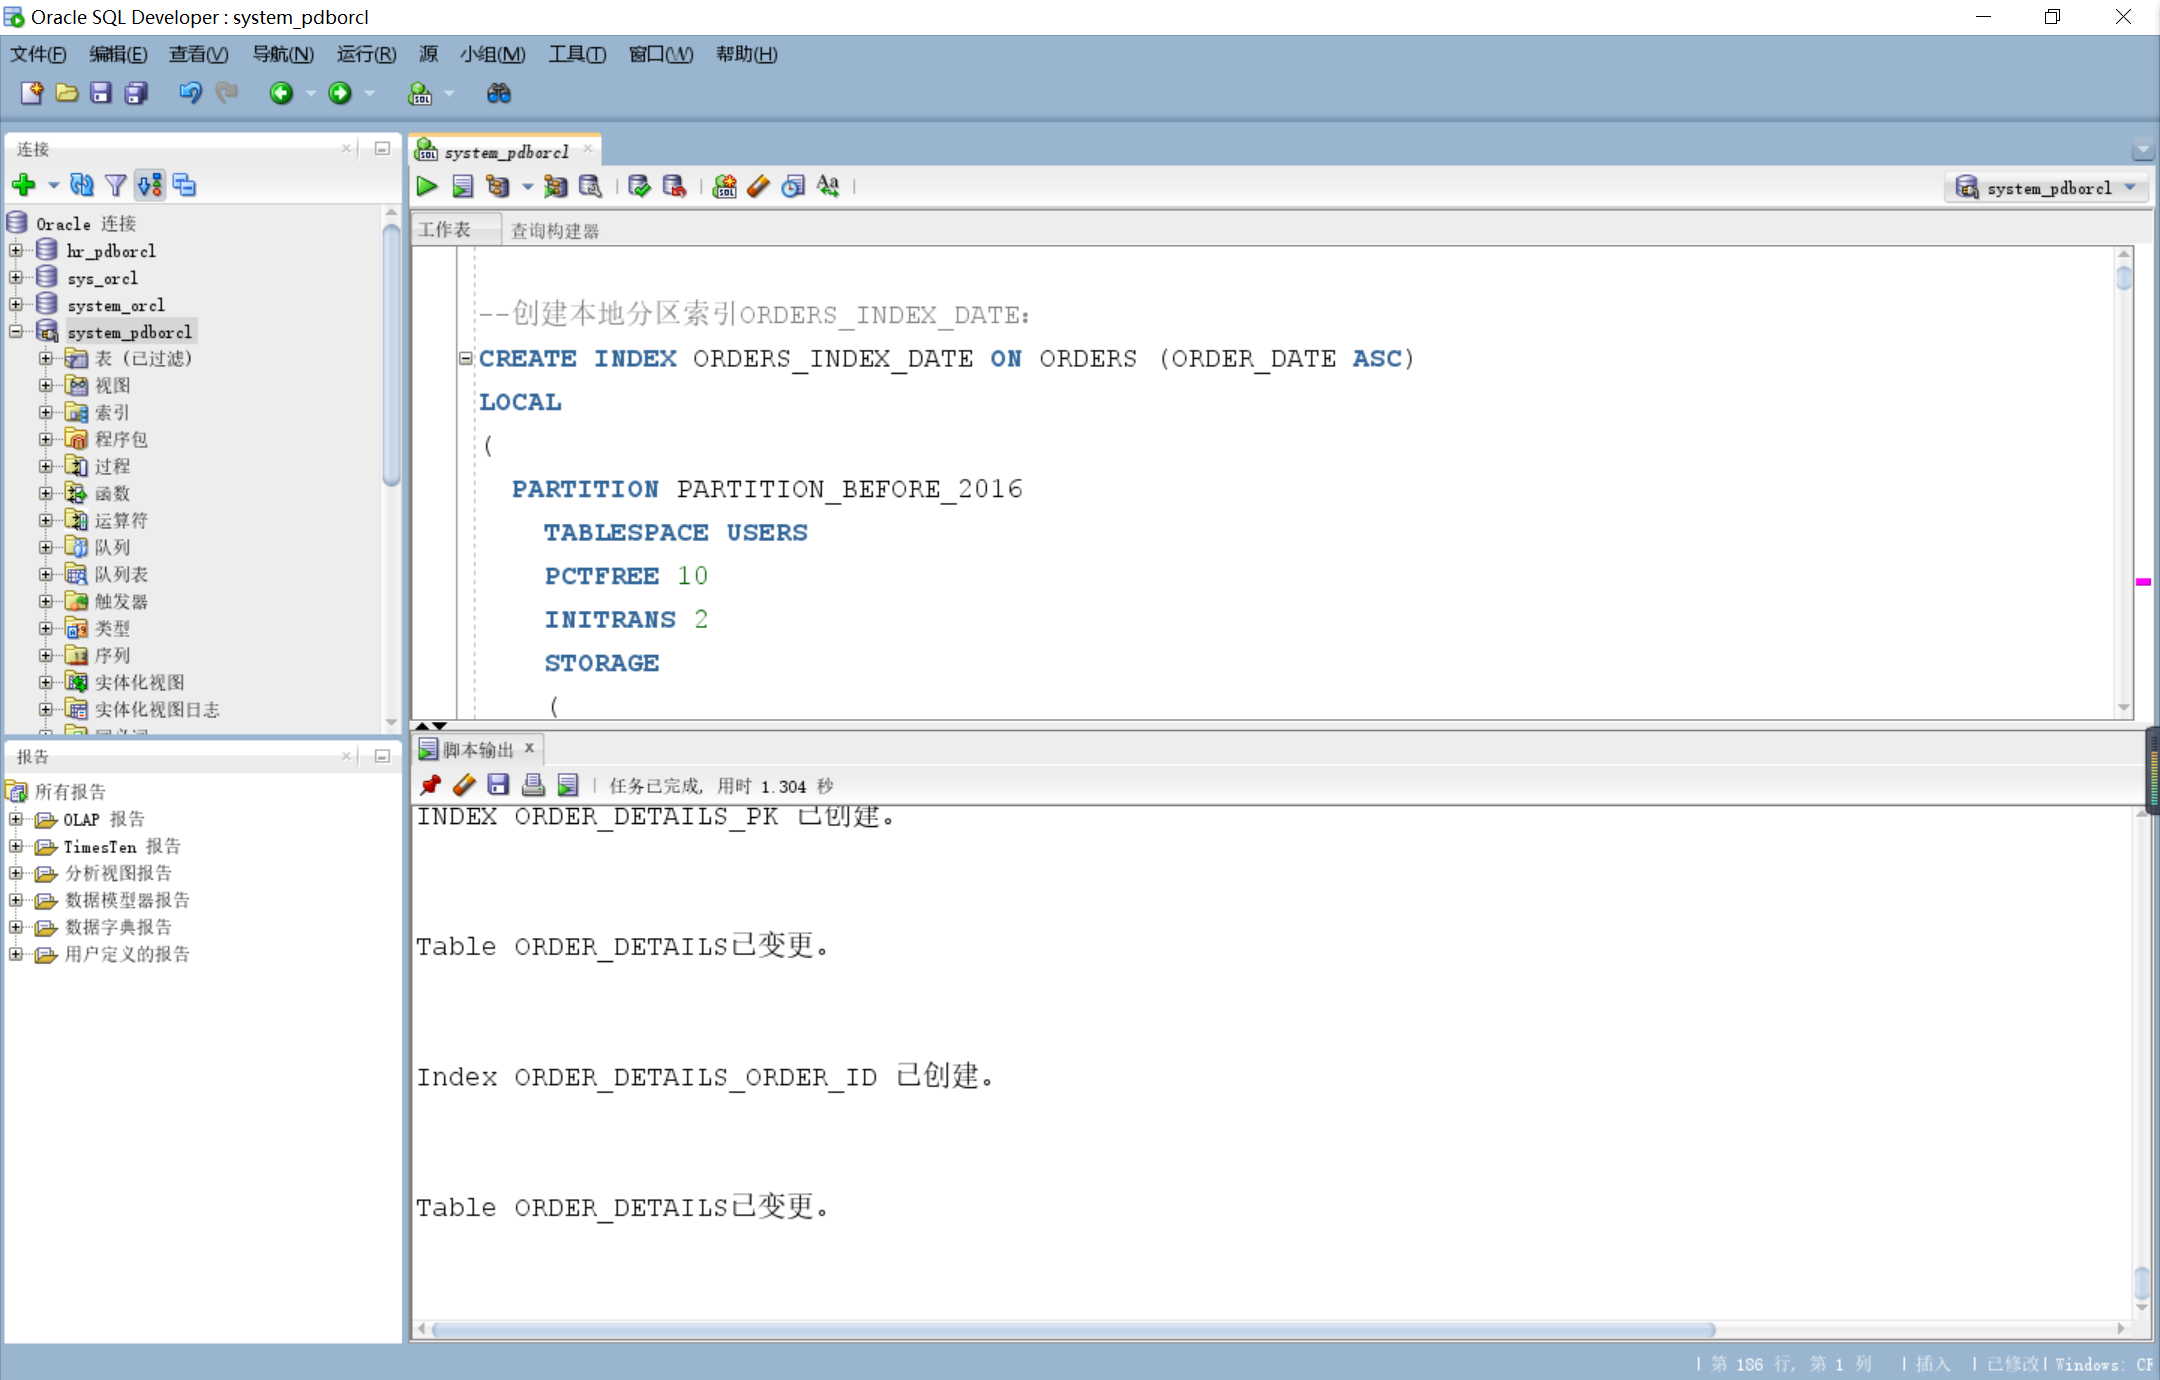 Oracle SQL Developer : system_pdborcl
文件(F) 编辑(E) 查看(V) 导航(N) 运行(R) 源 小组(M) 工具(T) 窗口(W) 帮助(H)
连接
Oracle 连接
hr_pdborcl
sys_orcl
system_orcl
system_pdborcl
表 (已过滤)
视图
索引
程序包
过程
函数
运算符
队列
队列表
触发器
类型
序列
实体化视图
实体化视图日志
报告
所有报告
OLAP 报告
TimesTen 报告
分析视图报告
数据模型器报告
数据字典报告
用户定义的报告
system_pdborcl
system_pdborcl
工作表 查询构建器
--创建本地分区索引ORDERS_INDEX_DATE:
CREATE INDEX ORDERS_INDEX_DATE ON ORDERS (ORDER_DATE ASC)
LOCAL
(
PARTITION PARTITION_BEFORE_2016
TABLESPACE USERS
PCTFREE 10
INITRANS 2
STORAGE
(
脚本输出
任务已完成, 用时 1.304 秒
INDEX ORDER_DETAILS_PK 已创建。
Table ORDER_DETAILS已变更。
Index ORDER_DETAILS_ORDER_ID 已创建。
Table ORDER_DETAILS已变更。
第 186 行, 第 1 列 | 插入 | 已修改| Windows: CR